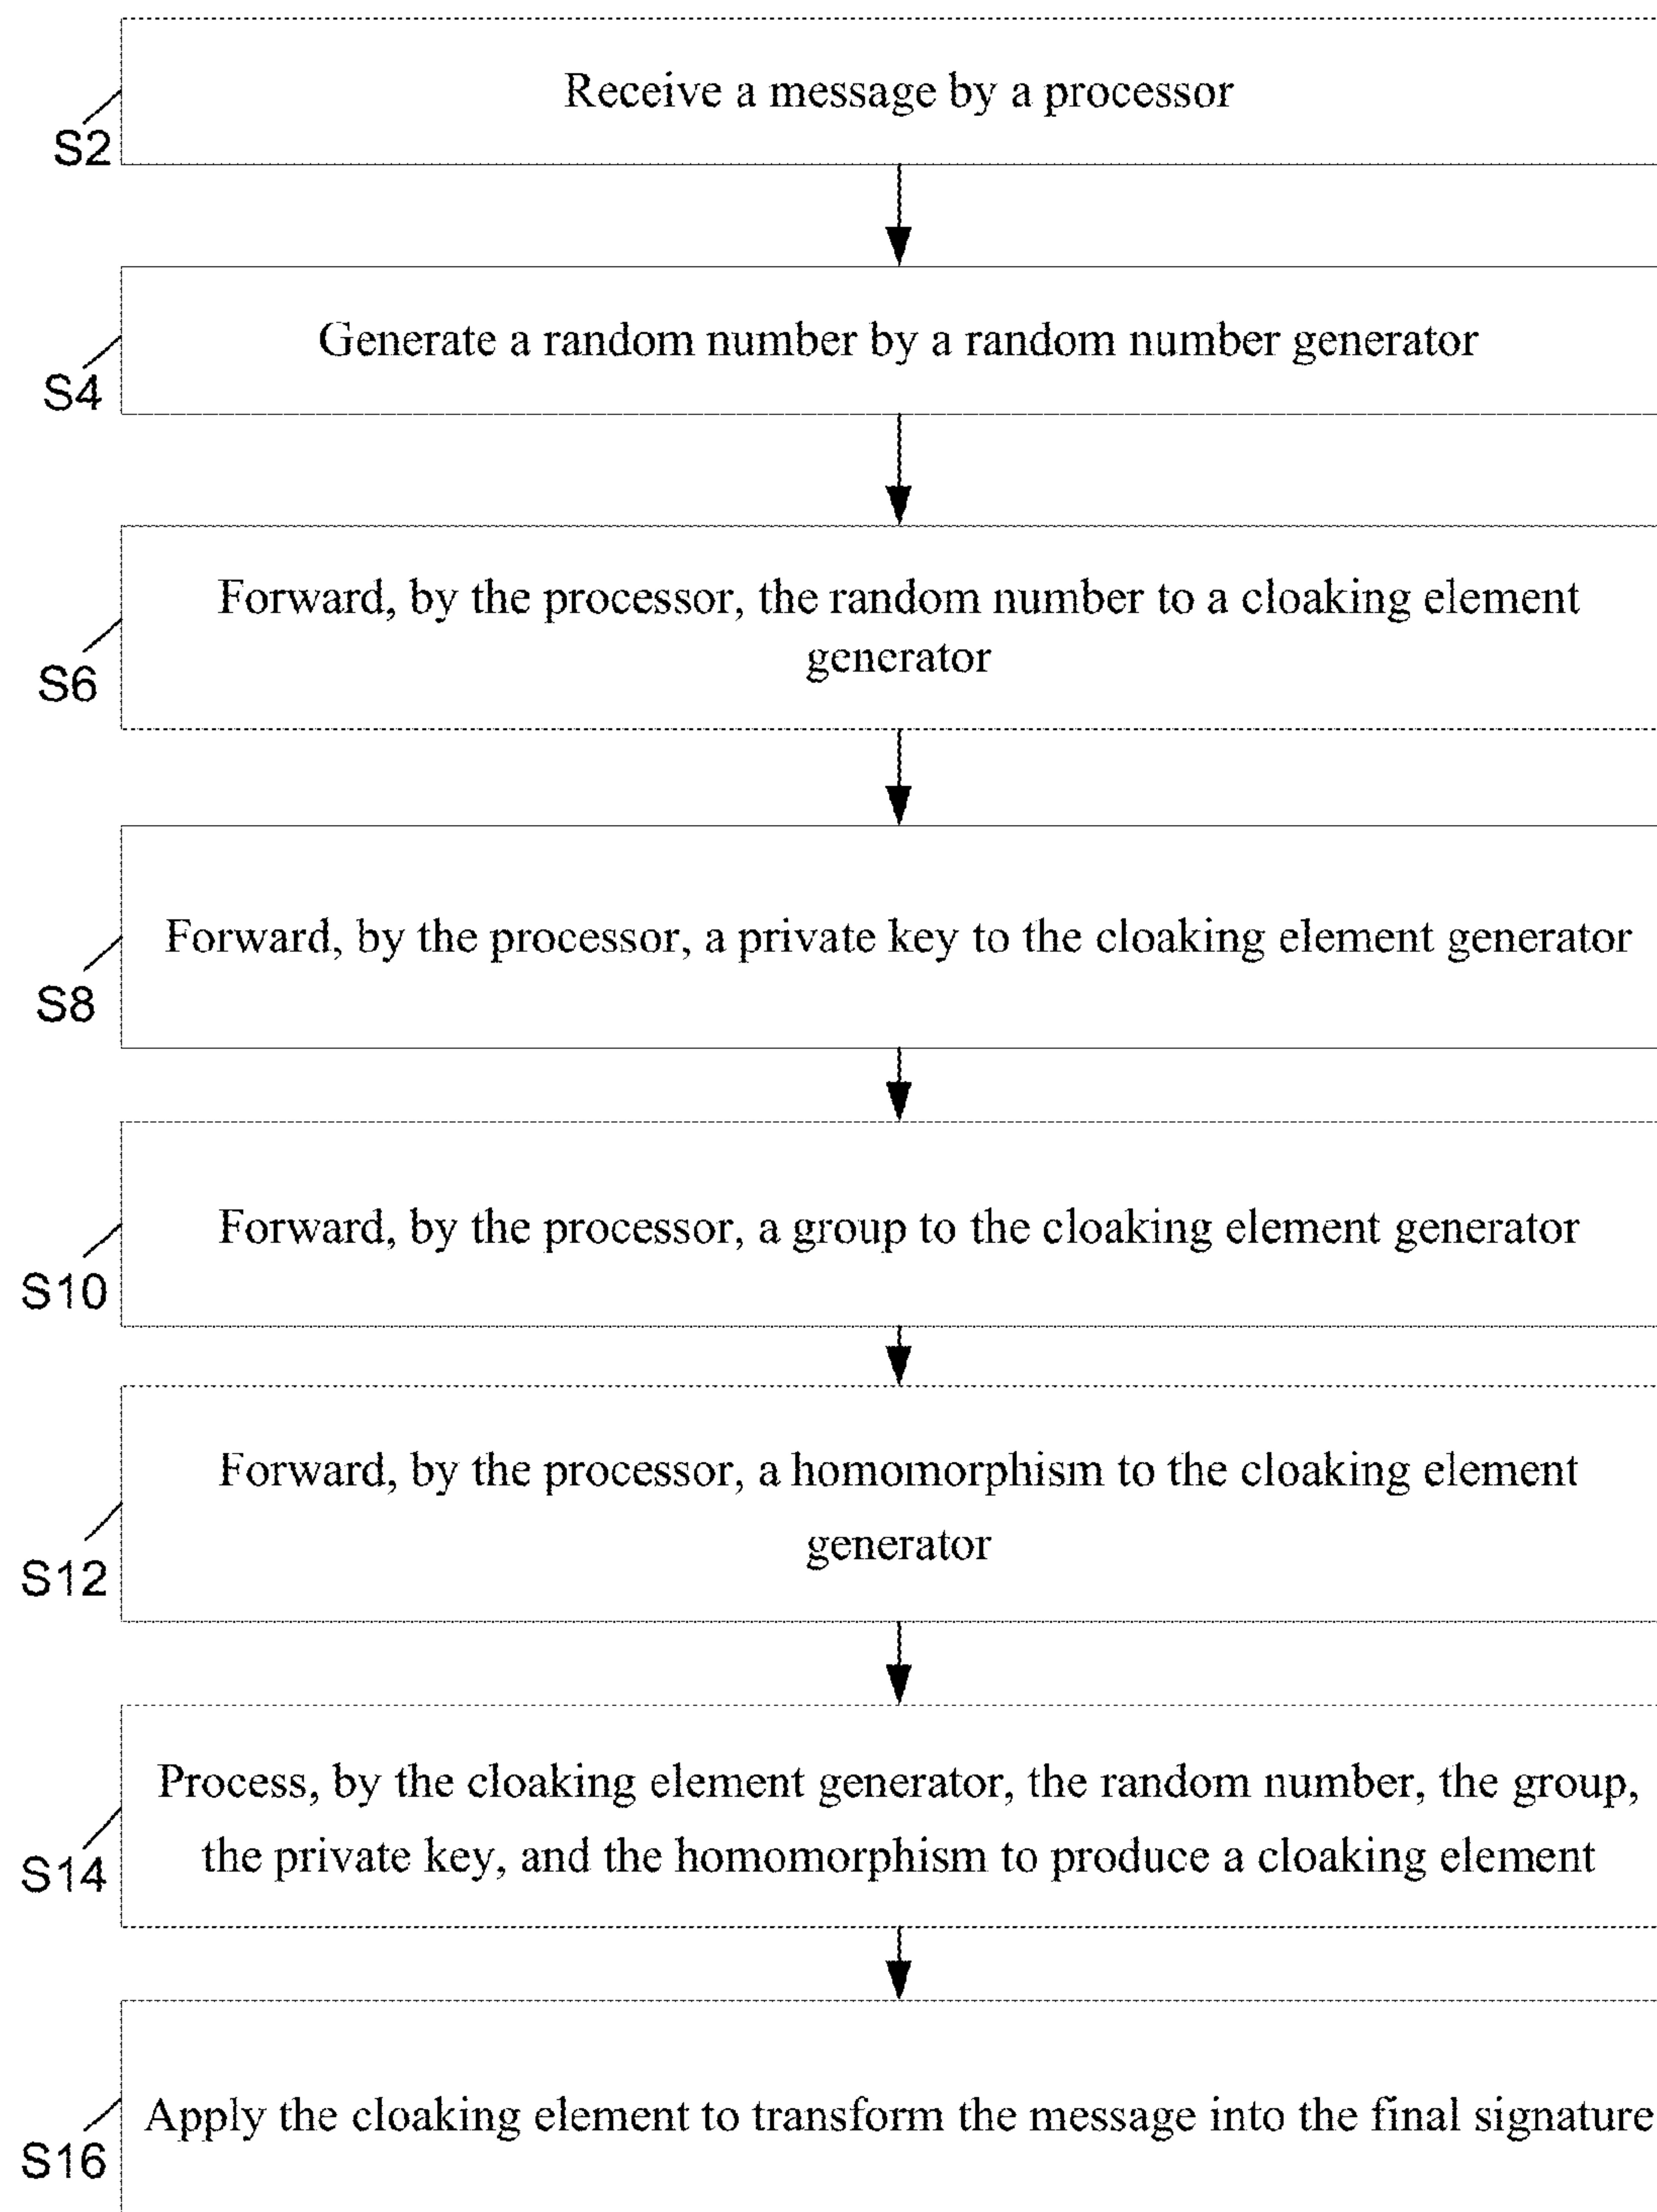 Receive a message by a processor
S2
Generate a random number by a random number generator
S4
Forward, by the processor, the random number to a cloaking element
generator
S6
Forward, by the processor, a private key to the cloaking element generator
S8
Forward, by the processor, a group to the cloaking element generator
S10
Forward, by the processor, a homomorphism to the cloaking element
generator
S12
Process, by the cloaking element generator, the random number, the group,
the private key, and the homomorphism to produce a cloaking element
S14
Apply the cloaking element to transform the message into the final signature
S16